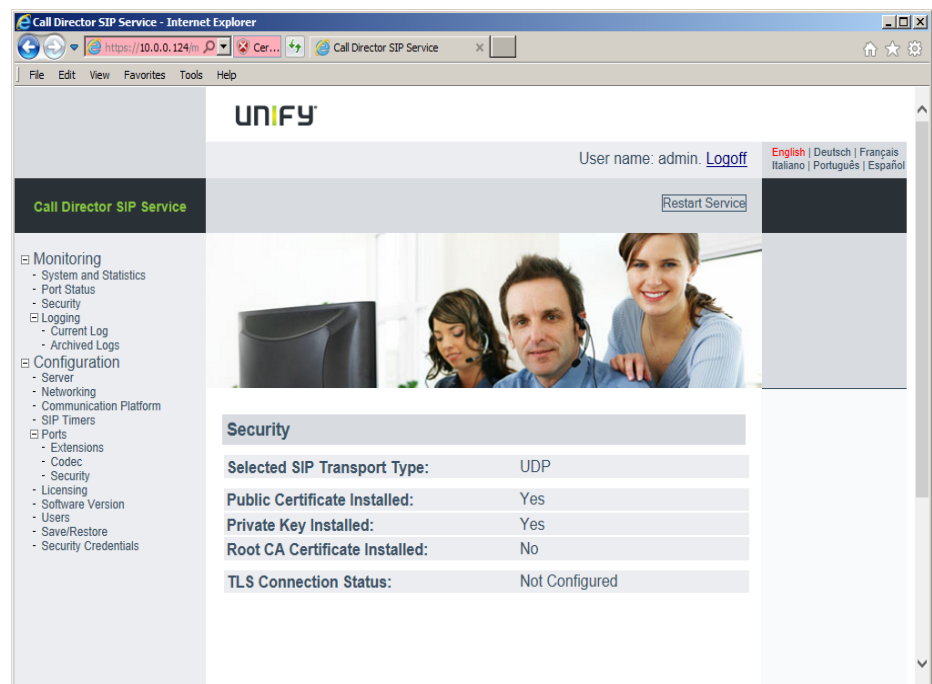 Call Director SIP Service - Internet Explorer
https://10.0.0.124/m
Cer...
Call Director SIP Service
File Edit View Favorites Tools Help
UNIFY
User name: admin. Logoff
English | Deutsch | Français
Italiano | Português | Español
Call Director SIP Service
Restart Service
Monitoring
- System and Statistics
- Port Status
- Security
Logging
- Current Log
- Archived Logs
Configuration
- Server
- Networking
- Communication Platform
- SIP Timers
Ports
- Extensions
- Codec
- Security
- Licensing
- Software Version
- Users
- Save/Restore
- Security Credentials
Security
Selected SIP Transport Type: UDP
Public Certificate Installed: Yes
Private Key Installed: Yes
Root CA Certificate Installed: No
TLS Connection Status: Not Configured